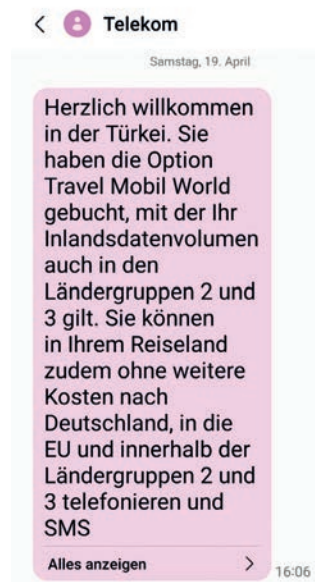 Telekom
Samstag, 19. April
Herzlich willkommen
in der Türkei. Sie
haben die Option
Travel Mobil World
gebucht, mit der Ihr
Inlandsdatenvolumen
auch in den
Ländergruppen 2 und
3 gilt. Sie können
in Ihrem Reiseland
zudem ohne weitere
Kosten nach
Deutschland, in die
EU und innerhalb der
Ländergruppen 2 und
3 telefonieren und
SMS
Alles anzeigen
16:06